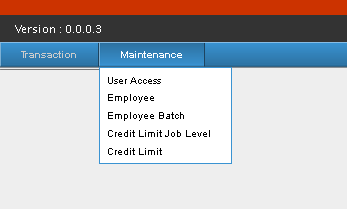 Version : 0.0.0.3
Transaction Maintenance
User Access
Employee
Employee Batch
Credit Limit Job Level
Credit Limit